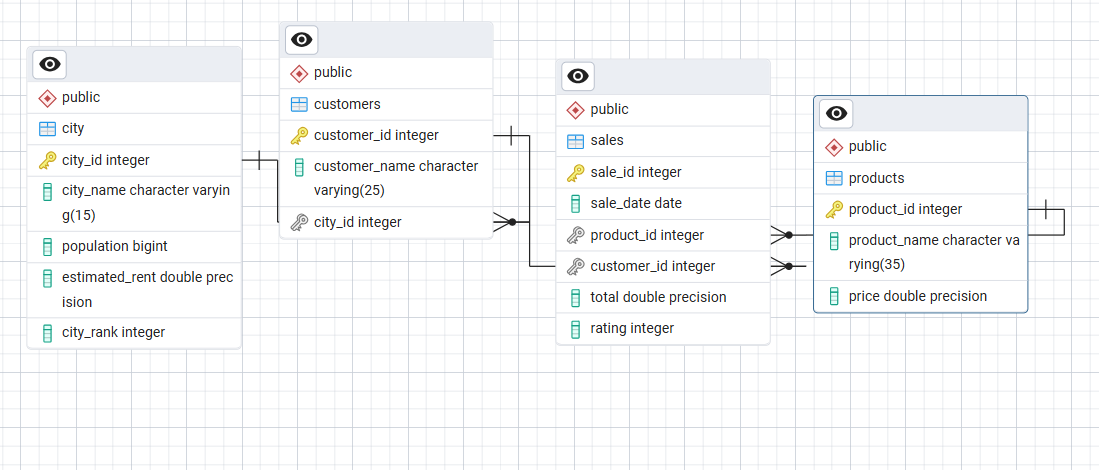 public
city
city_id integer
city_name character varyin
g(15)
population bigint
estimated_rent double prec
ision
city_rank integer
public
customers
customer_id integer
customer_name character
varying(25)
city_id integer
public
sales
sale_id integer
sale_date date
product_id integer
customer_id integer
total double precision
rating integer
public
products
product_id integer
product_name character va
rying(35)
price double precision